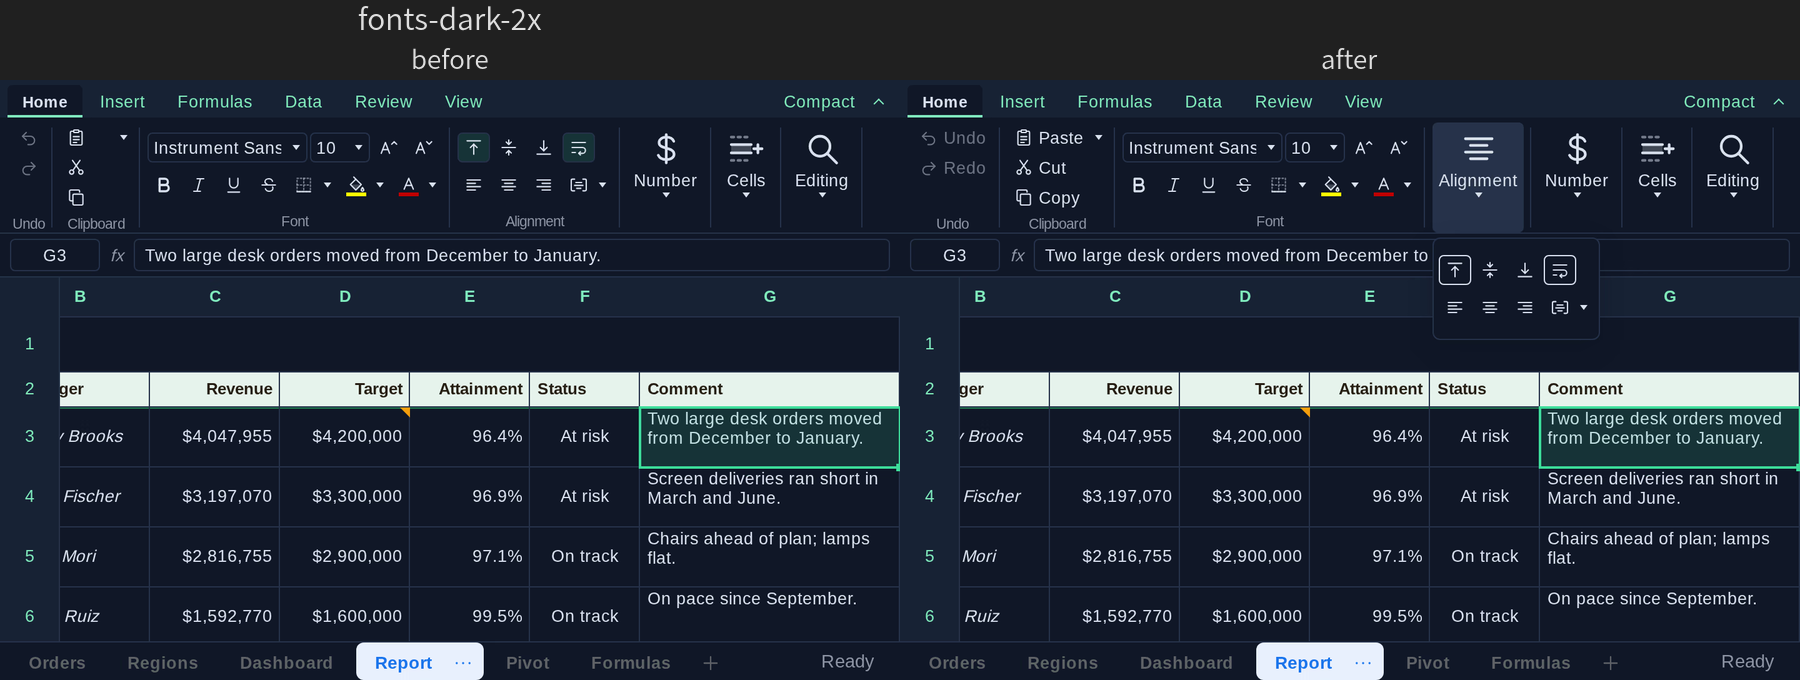 fonts-dark-2x
before
after
Home Insert Formulas Data Review View Compact
Instrument Sans 10
B I U S A
Number Cells Editing
Undo Clipboard Font Alignment
G3 fx Two large desk orders moved from December to January.
B C D E F G
1
2 ger Revenue Target Attainment Status Comment
3 y Brooks $4,047,955 $4,200,000 96.4% At risk Two large desk orders moved
from December to January.
4 Fischer $3,197,070 $3,300,000 96.9% At risk Screen deliveries ran short in
March and June.
5 Mori $2,816,755 $2,900,000 97.1% On track Chairs ahead of plan; lamps
flat.
6 Ruiz $1,592,770 $1,600,000 99.5% On track On pace since September.
Orders Regions Dashboard Report ... Pivot Formulas + Ready
Home Insert Formulas Data Review View Compact
Undo Paste Instrument Sans 10
Redo Cut B I U S A
Copy
Alignment Number Cells Editing
Undo Clipboard Font
G3 fx Two large desk orders moved from December to
B C D E G
1
2 ger Revenue Target Attainment Status Comment
3 y Brooks $4,047,955 $4,200,000 96.4% At risk Two large desk orders moved
from December to January.
4 Fischer $3,197,070 $3,300,000 96.9% At risk Screen deliveries ran short in
March and June.
5 Mori $2,816,755 $2,900,000 97.1% On track Chairs ahead of plan; lamps
flat.
6 Ruiz $1,592,770 $1,600,000 99.5% On track On pace since September.
Orders Regions Dashboard Report ... Pivot Formulas + Ready